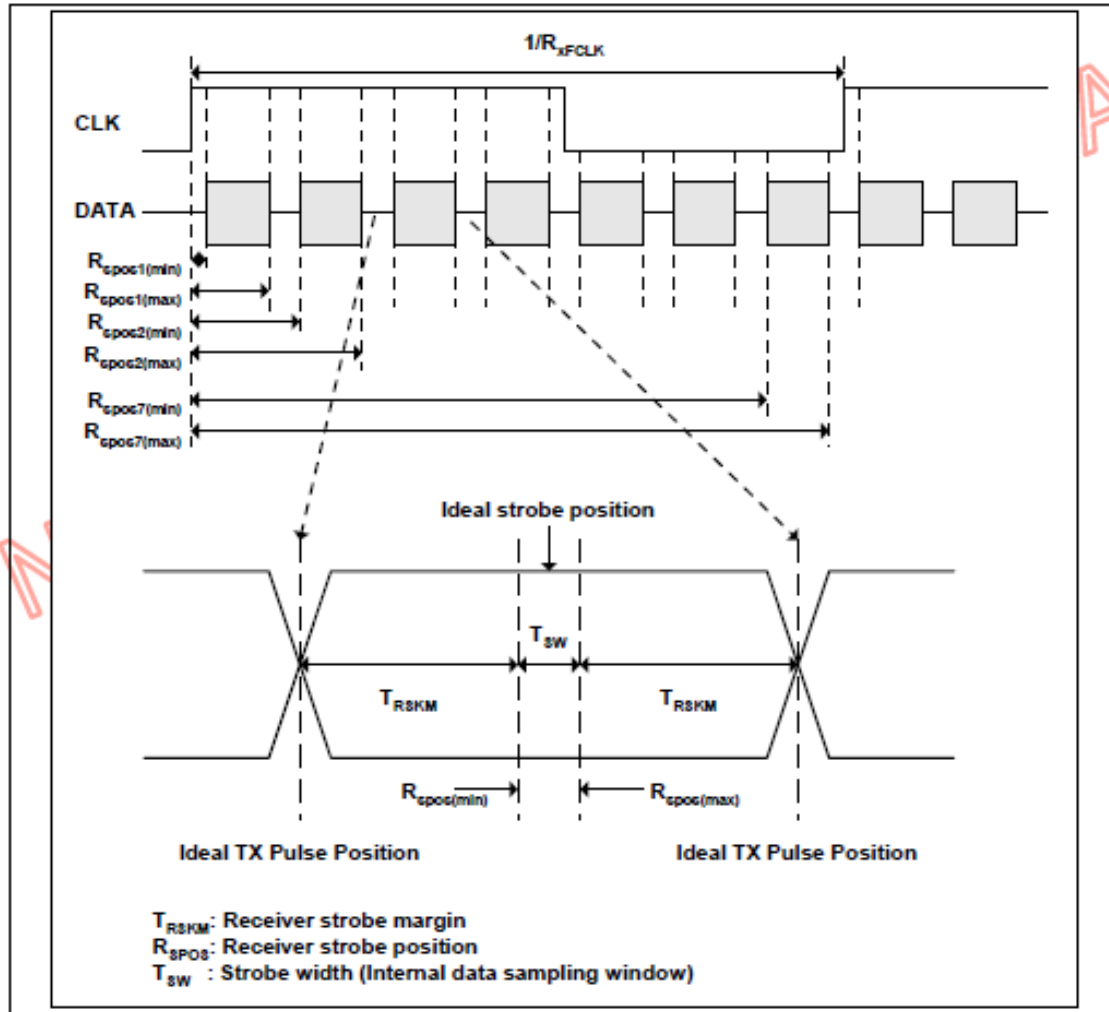 1/RxFCLK
CLK
DATA
Rspos1(min)
Rspos1(max)
Rspos2(min)
Rspos2(max)
Rspos7(min)
Rspos7(max)
Ideal strobe position
TSW
TRSKM TRSKM
Rspos(min) Rspos(max)
Ideal TX Pulse Position Ideal TX Pulse Position
TRSKM: Receiver strobe margin
RSPOS: Receiver strobe position
TSW : Strobe width (Internal data sampling window)